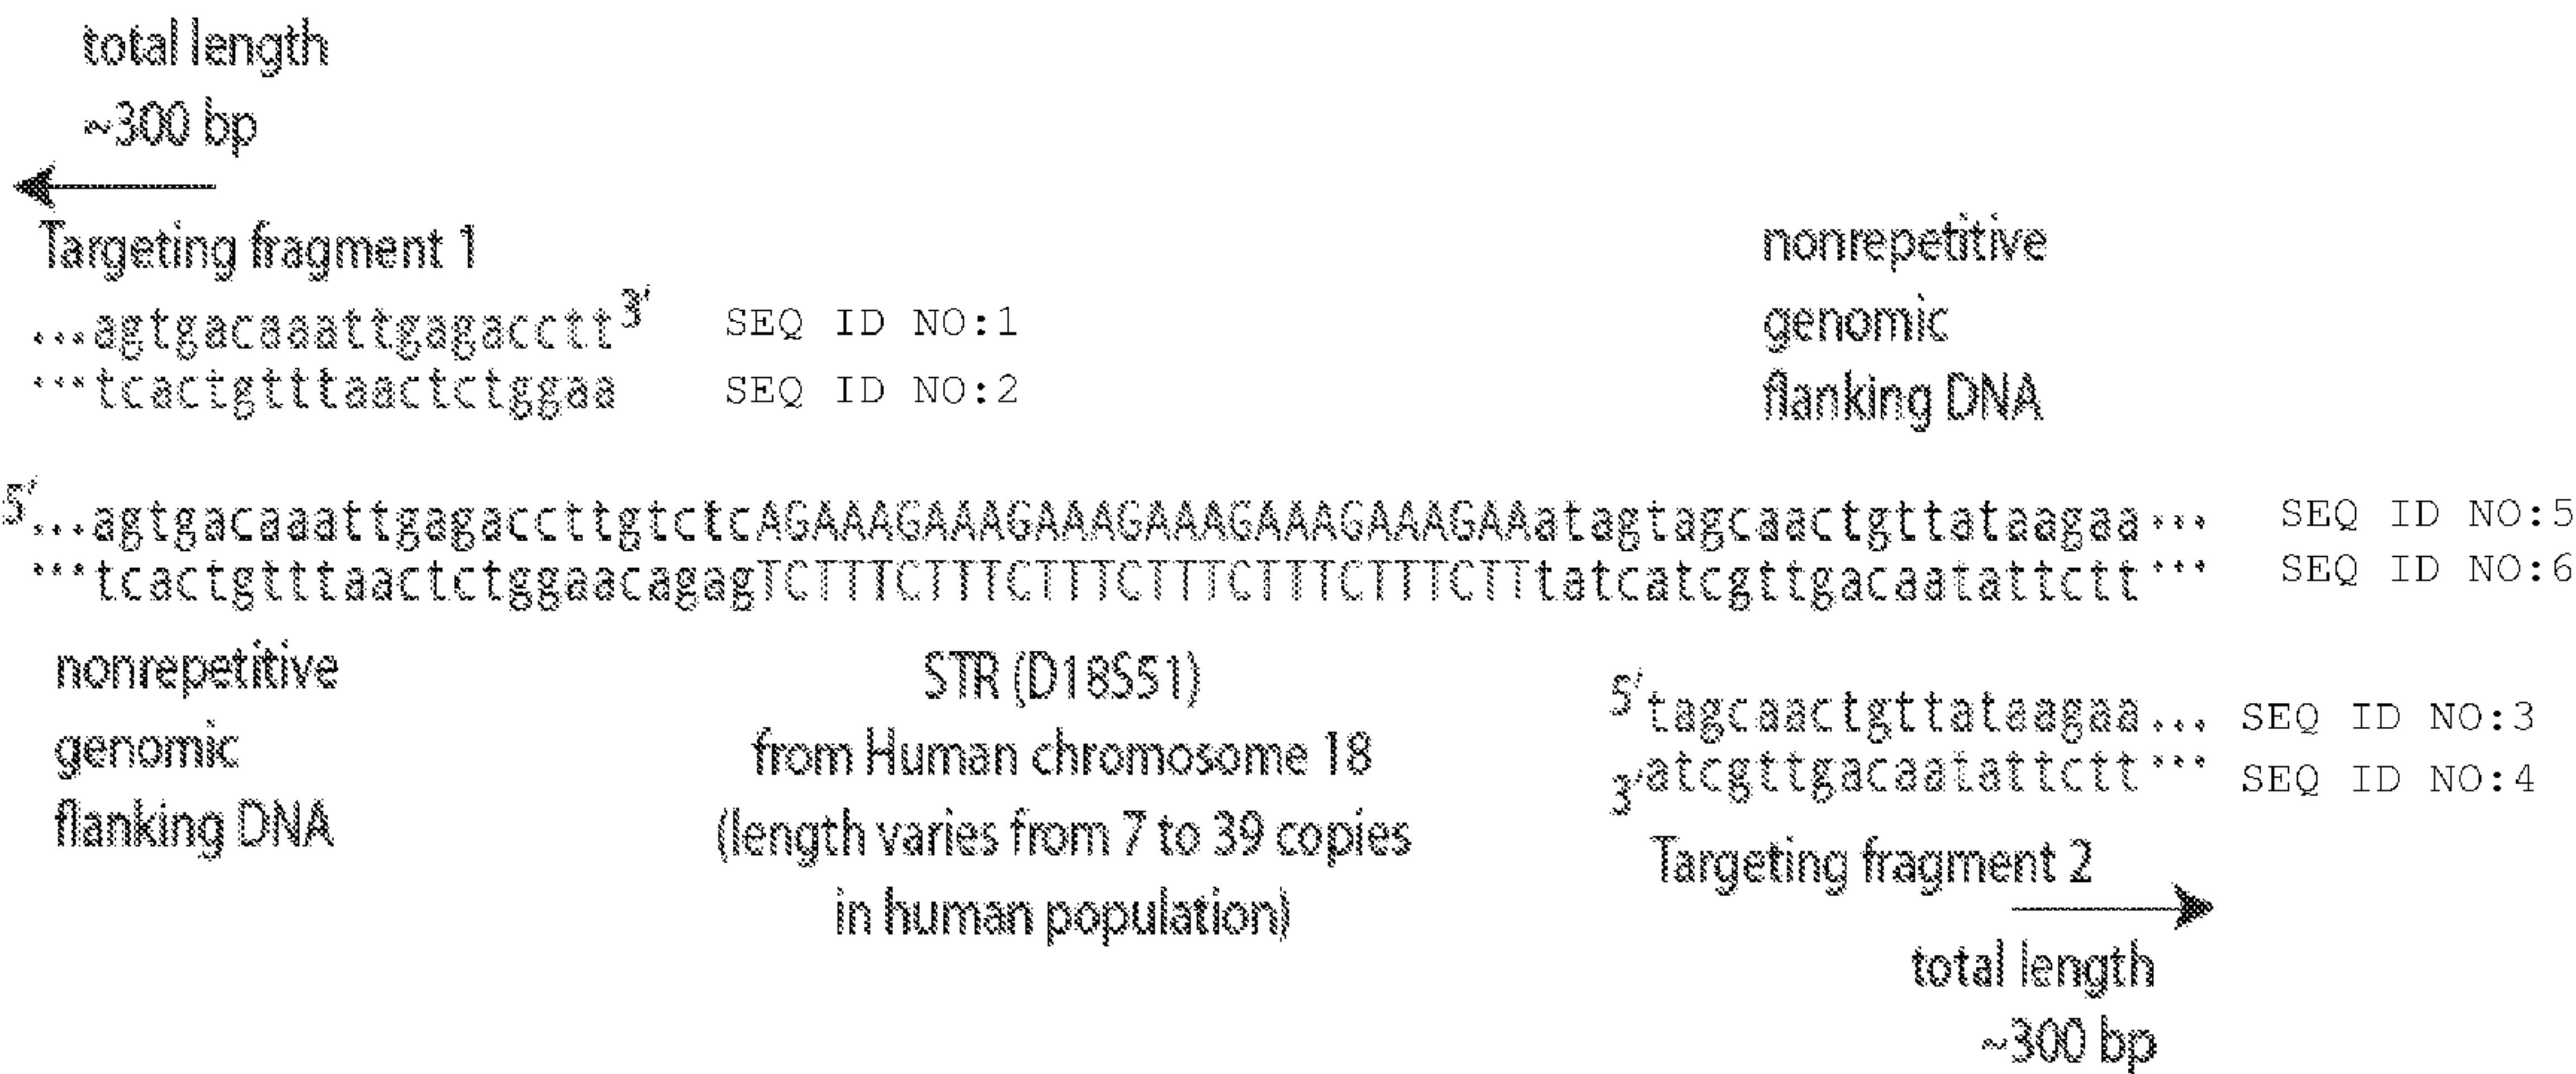 total length
~300 bp
Targeting fragment 1
...agtgacaaattgagacctt3′ SEQ ID NO:1
...tcactgtttaactctggaa SEQ ID NO:2
nonrepetitive
genomic
flanking DNA
5′...agtgacaaattgagaccttgtctcAGAAAGAAAGAAAGAAAGAAAGAAAGAAatagtagcaactgttataagaa... SEQ ID NO:5
...tcactgtttaactctggaacagagTCTTTCTTTCTTTCTTTCTTTCTTTCTTtatcatcgttgacaatattctt... SEQ ID NO:6
nonrepetitive
genomic
flanking DNA
STR (D18S51)
from Human chromosome 18
(length varies from 7 to 39 copies
in human population)
5′tagcaactgttataagaa... SEQ ID NO:3
3′atcgttgacaatattctt... SEQ ID NO:4
Targeting fragment 2
total length
~300 bp